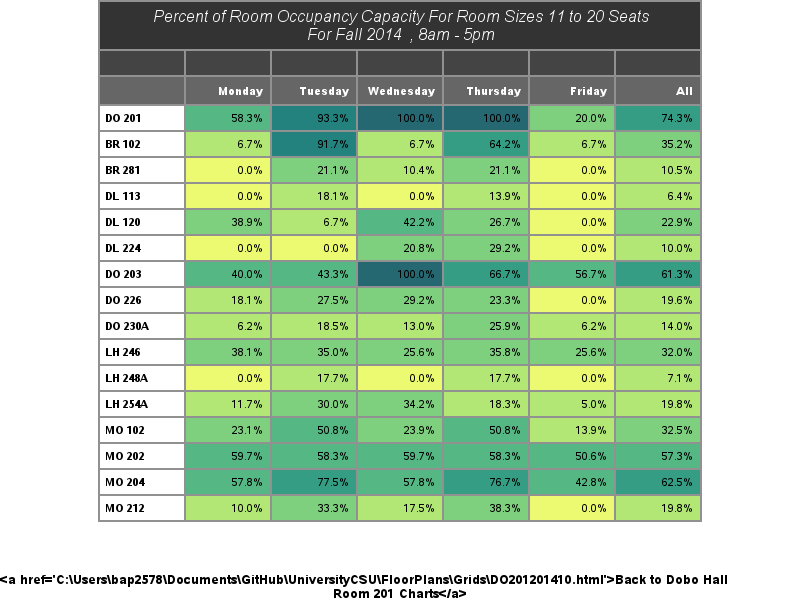 Percent of Room Occupancy Capacity For Room Sizes 11 to 20 Seats
For Fall 2014 , 8am - 5pm
Monday Tuesday Wednesday Thursday Friday All
DO 201 58.3% 93.3% 100.0% 100.0% 20.0% 74.3%
BR 102 6.7% 91.7% 6.7% 64.2% 6.7% 35.2%
BR 281 0.0% 21.1% 10.4% 21.1% 0.0% 10.5%
DL 113 0.0% 18.1% 0.0% 13.9% 0.0% 6.4%
DL 120 38.9% 6.7% 42.2% 26.7% 0.0% 22.9%
DL 224 0.0% 0.0% 20.8% 29.2% 0.0% 10.0%
DO 203 40.0% 43.3% 100.0% 66.7% 56.7% 61.3%
DO 226 18.1% 27.5% 29.2% 23.3% 0.0% 19.6%
DO 230A 6.2% 18.5% 13.0% 25.9% 6.2% 14.0%
LH 246 38.1% 35.0% 25.6% 35.8% 25.6% 32.0%
LH 248A 0.0% 17.7% 0.0% 17.7% 0.0% 7.1%
LH 254A 11.7% 30.0% 34.2% 18.3% 5.0% 19.8%
MO 102 23.1% 50.8% 23.9% 50.8% 13.9% 32.5%
MO 202 59.7% 58.3% 59.7% 58.3% 50.6% 57.3%
MO 204 57.8% 77.5% 57.8% 76.7% 42.8% 62.5%
MO 212 10.0% 33.3% 17.5% 38.3% 0.0% 19.8%
<a href='C:\Users\bap2578\Documents\GitHub\UniversityCSU\FloorPlans\Grids\DO201201410.html'>Back to Dobo Hall
Room 201 Charts</a>